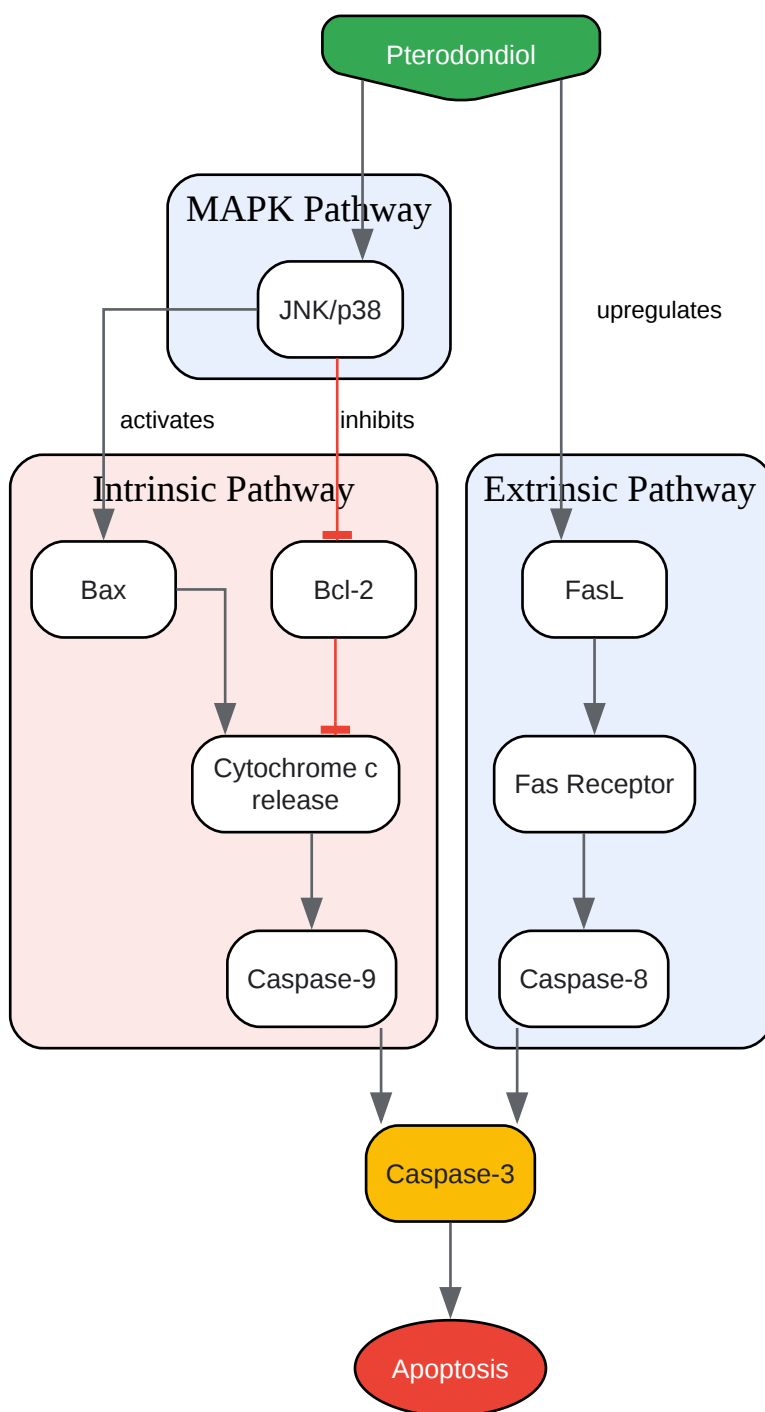 Pterodondiol
MAPK Pathway
JNK/p38
upregulates
activates
inhibits
Intrinsic Pathway
Extrinsic Pathway
Bax
Bcl-2
FasL
Cytochrome c
release
Fas Receptor
Caspase-9
Caspase-8
Caspase-3
Apoptosis